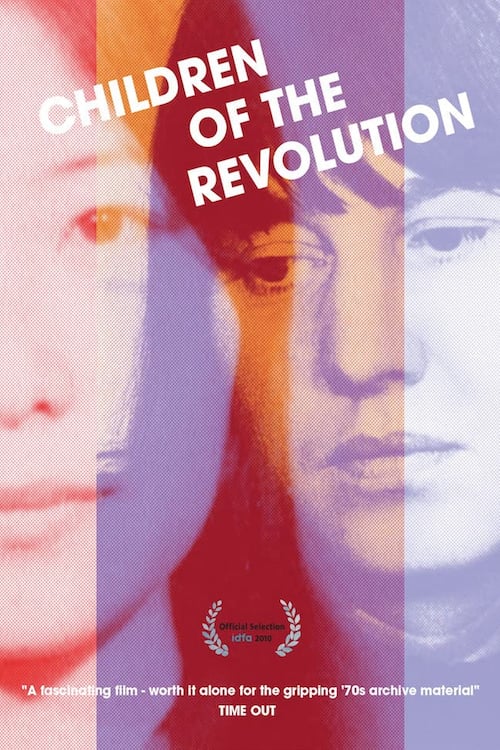 CHILDREN
OF THE
REVOLUTION
Official Selection
idfa 2010
"A fascinating film - worth it alone for the gripping '70s archive material"
TIME OUT